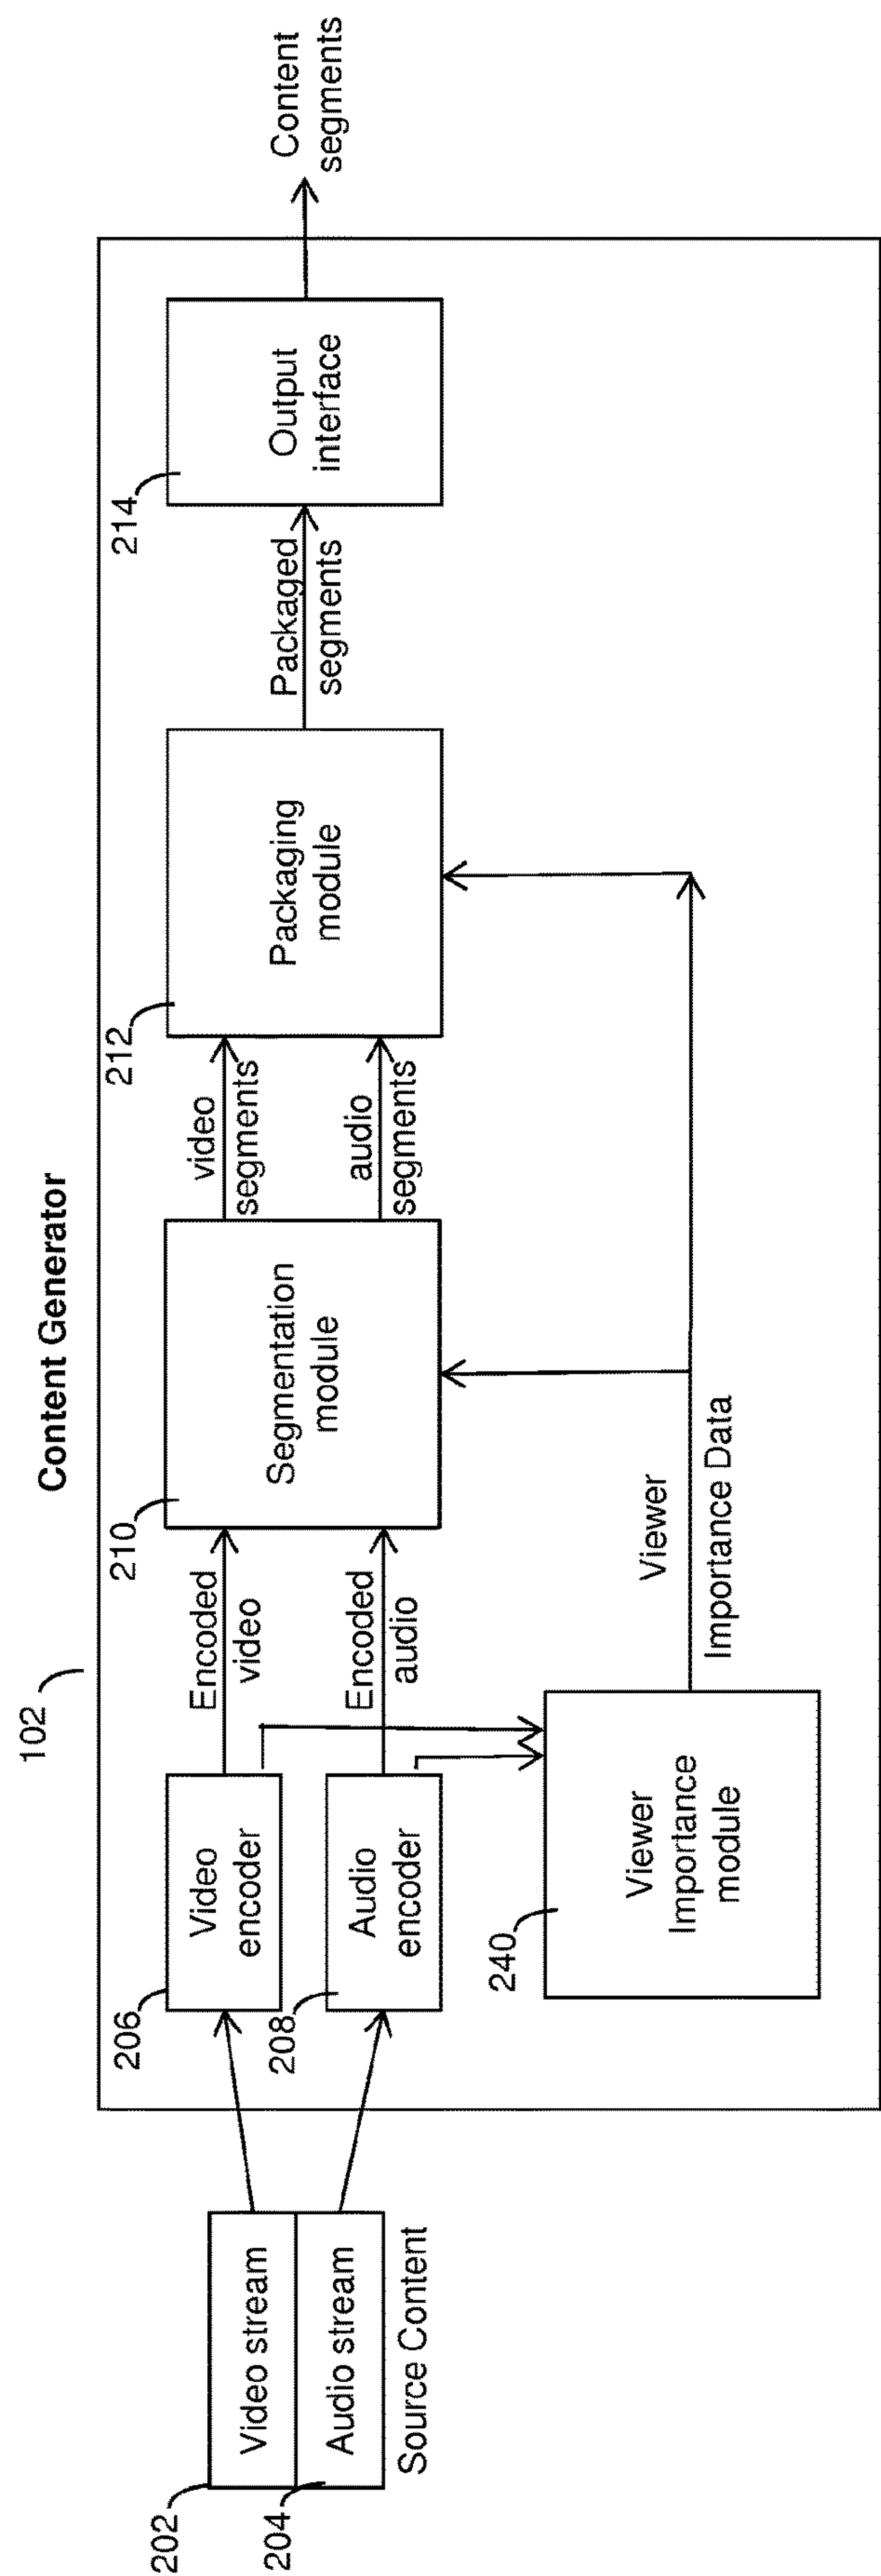 Content Generator
102
202
Video stream
204
Audio stream
Source Content
206
Video
encoder
208
Audio
encoder
Encoded
video
Encoded
audio
210
Segmentation
module
video
segments
audio
segments
212
Packaging
module
Packaged
segments
214
Output
interface
Content
segments
240
Viewer
Importance
module
Viewer
Importance Data